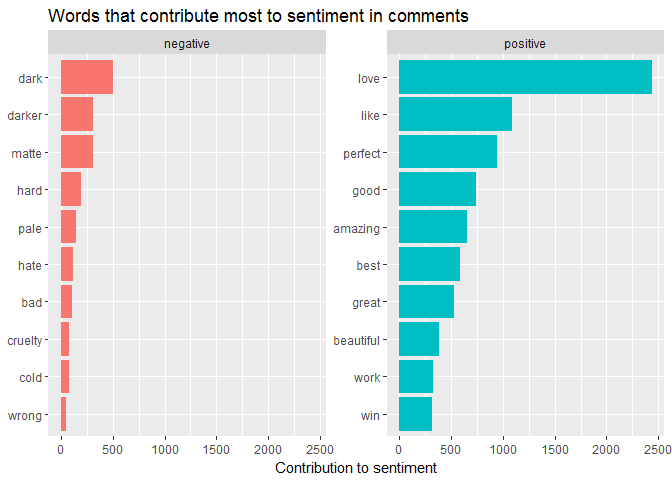 Words that contribute most to sentiment in comments
negative
positive
dark
darker
matte
hard
pale
hate
bad
cruelty
cold
wrong
0 500 1000 1500 2000 2500
love
like
perfect
good
amazing
best
great
beautiful
work
win
0 500 1000 1500 2000 2500
Contribution to sentiment